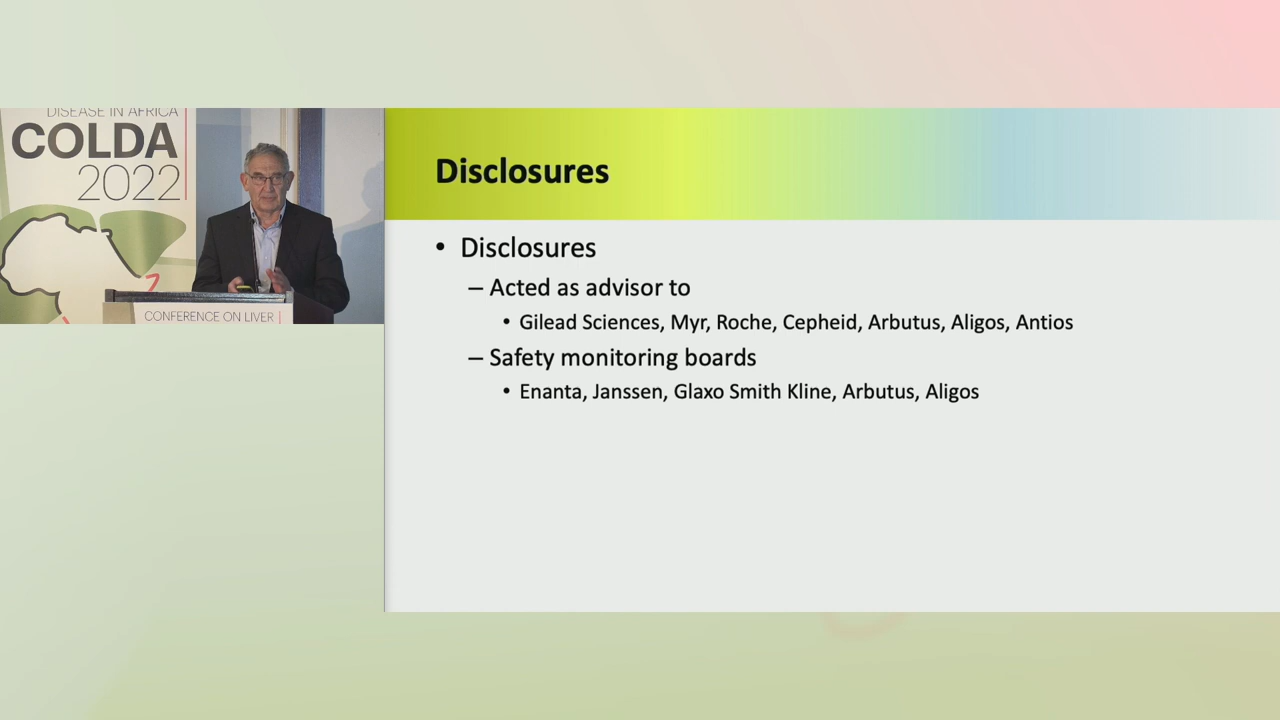 DISEASE IN AFRICA
COLDA
2022
CONFERENCE ON LIVER
Disclosures
• Disclosures
– Acted as advisor to
• Gilead Sciences, Myr, Roche, Cepheid, Arbutus, Aligos, Antios
– Safety monitoring boards
• Enanta, Janssen, Glaxo Smith Kline, Arbutus, Aligos